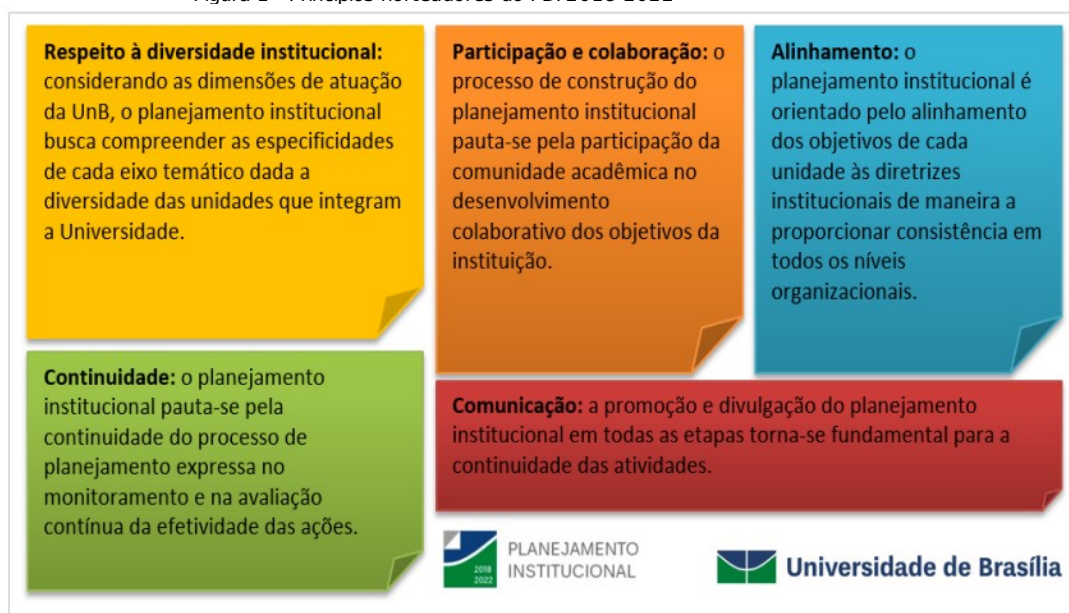 Respeito à diversidade institucional:
considerando as dimensões de atuação
da UnB, o planejamento institucional
busca compreender as especificidades
de cada eixo temático dada a
diversidade das unidades que integram
a Universidade.
Participação e colaboração: o
processo de construção do
planejamento institucional
pauta-se pela participação da
comunidade acadêmica no
desenvolvimento
colaborativo dos objetivos da
instituição.
Alinhamento: o
planejamento institucional é
orientado pelo alinhamento
dos objetivos de cada
unidade às diretrizes
institucionais de maneira a
proporcionar consistência em
todos os níveis
organizacionais.
Continuidade: o planejamento
institucional pauta-se pela
continuidade do processo de
planejamento expressa no
monitoramento e na avaliação
contínua da efetividade das ações.
Comunicação: a promoção e divulgação do planejamento
institucional em todas as etapas torna-se fundamental para a
continuidade das atividades.
2018
2022
PLANEJAMENTO
INSTITUCIONAL
Universidade de Brasília